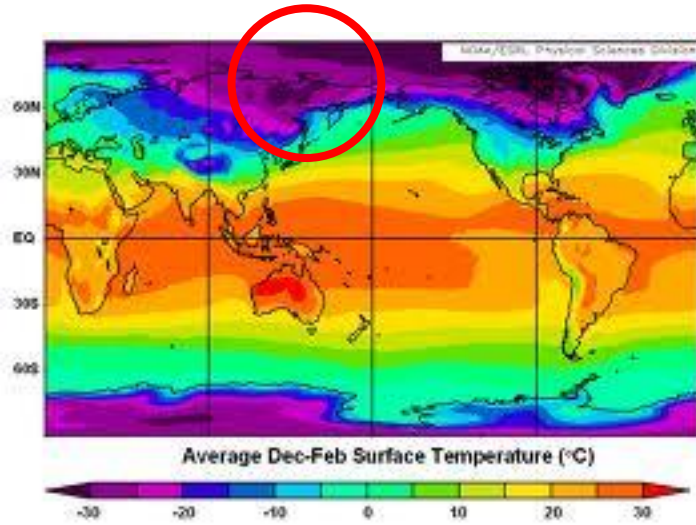 NOAA/ESRL Physical Sciences Division
60N
30N
EQ
30S
60S
Average Dec-Feb Surface Temperature (°C)
-30 -20 -10 0 10 20 30